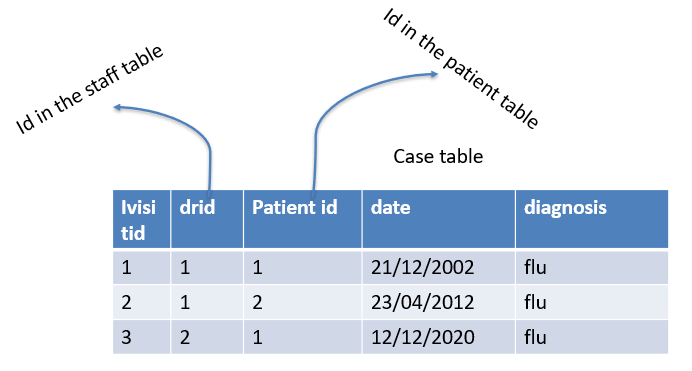 Id in the staff table
Id in the patient table
Case table
Ivisi
tid
drid
Patient id
date
diagnosis
1
1
1
21/12/2002
flu
2
1
2
23/04/2012
flu
3
2
1
12/12/2020
flu